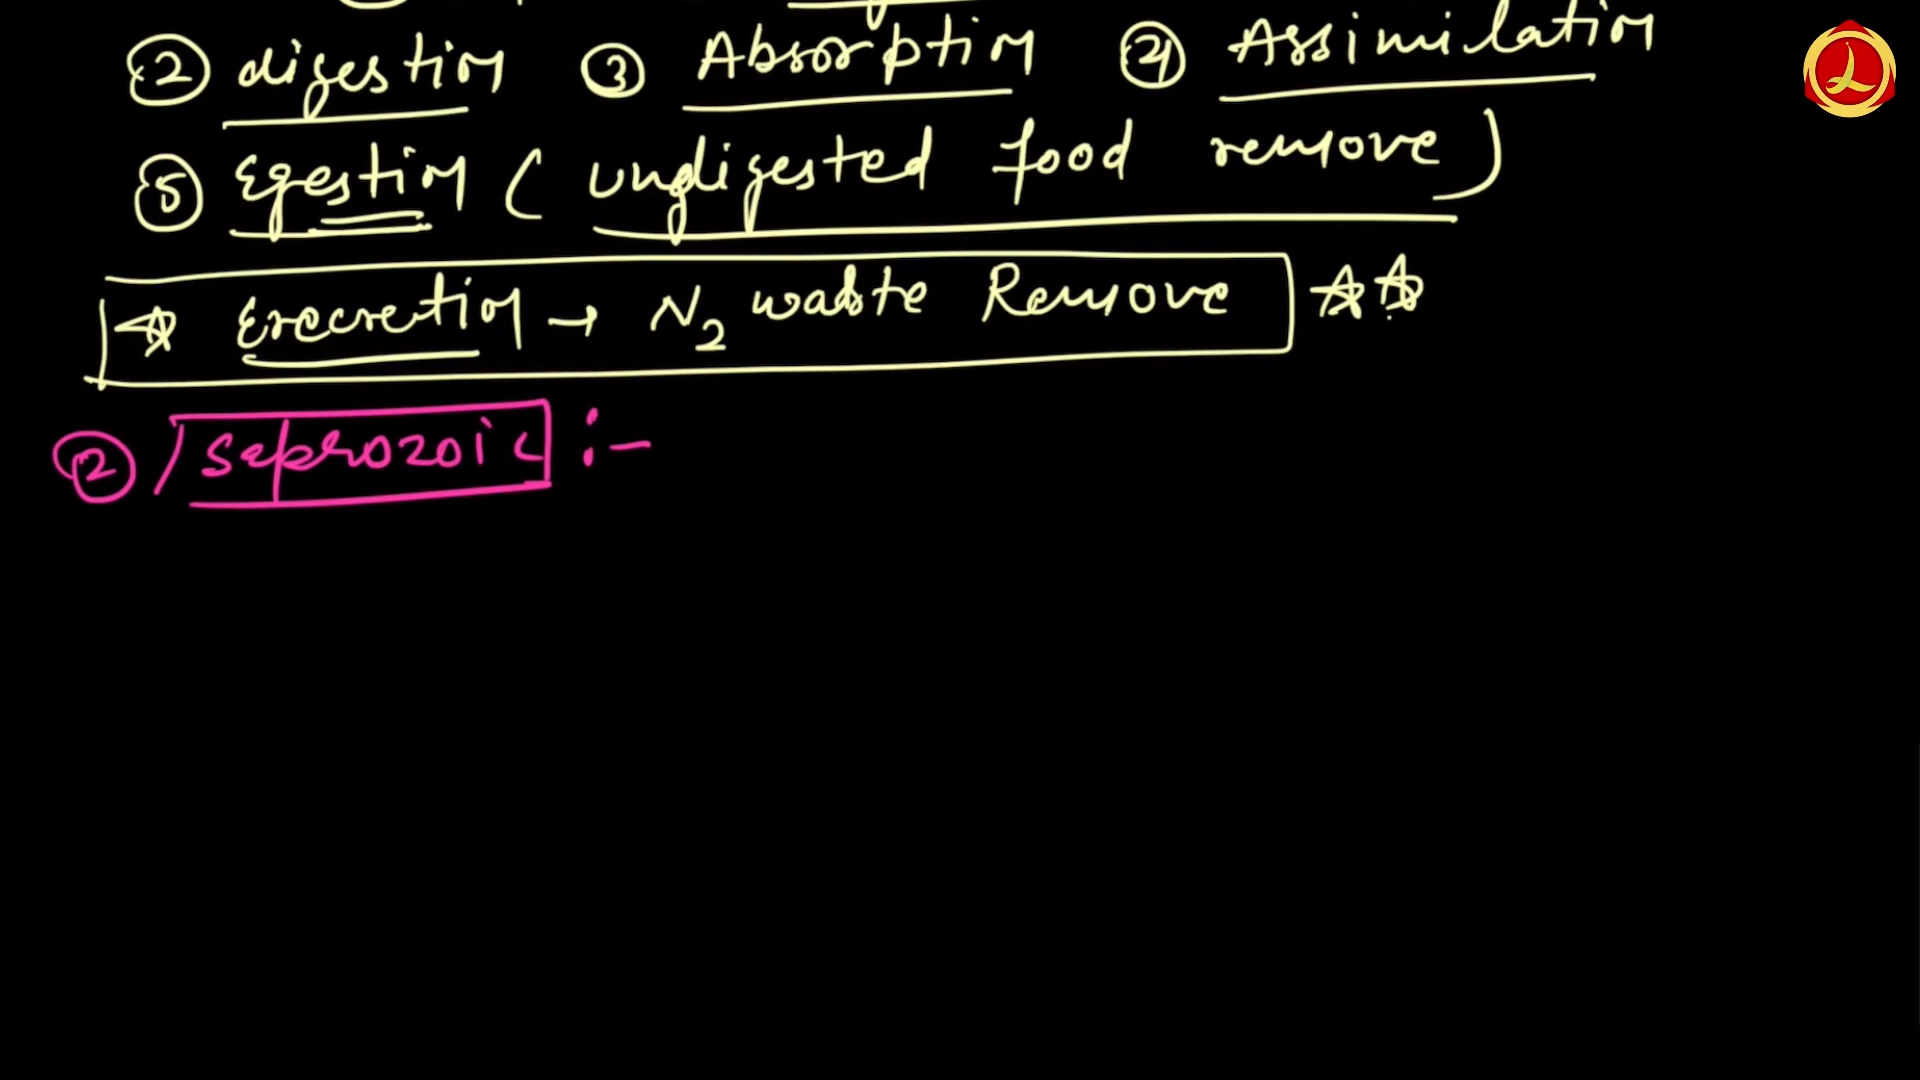 ② digestion ③ Absorption ④ Assimilation
⑤ Egestion ( undigested food remove )
☆ Excretion → N₂ waste Remove ☆☆
② Saprozoic :-